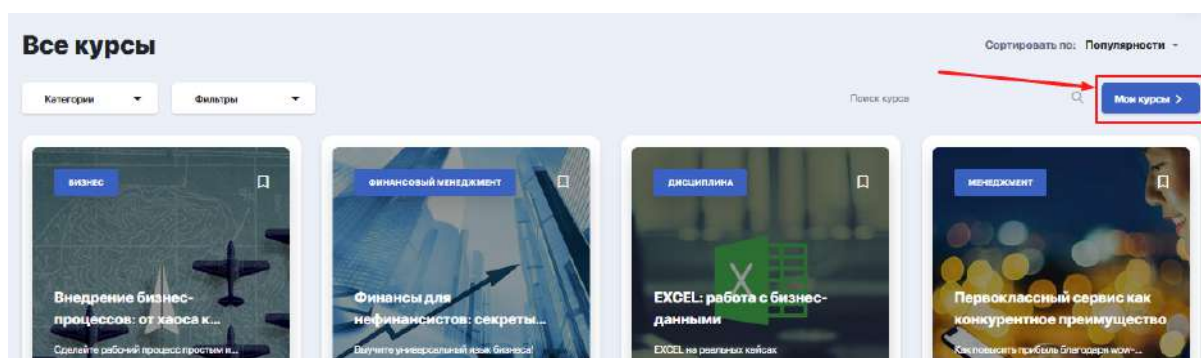 Все курсы
Сортировать по: Популярности
Категории
Фильтры
Поиск курса
Мои курсы >
БИЗНЕС
ФИНАНСОВЫЙ МЕНЕДЖМЕНТ
ДИСЦИПЛИНА
МЕНЕДЖМЕНТ
Внедрение бизнес-
процессов: от хаоса к...
Сделайте рабочий процесс простым и...
Финансы для
нефинансистов: секреты...
Выучите универсальный язык бизнеса!
X
EXCEL: работа с бизнес-
данными
EXCEL на реальных кейсах
Первоклассный сервис как
конкурентное преимущество
Как повысить прибыль благодаря wow-...